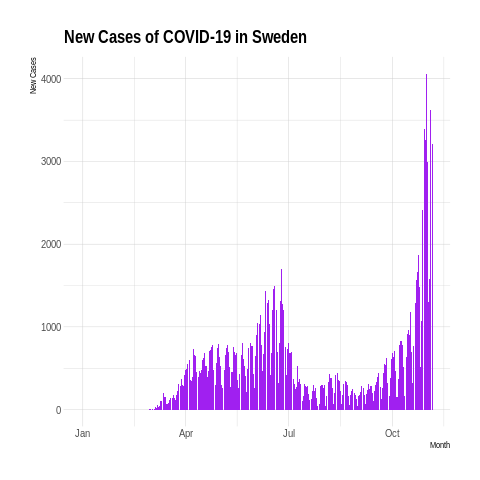 New Cases of COVID-19 in Sweden
New Cases
4000
3000
2000
1000
0
Jan Apr Jul Oct
Month